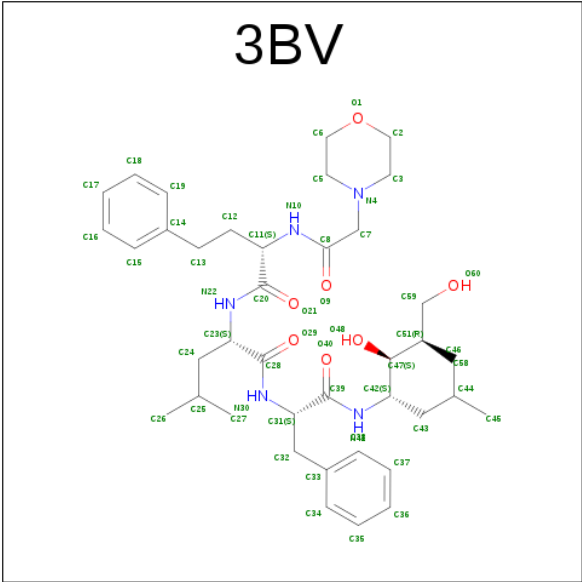 3BV
O1
C6 C2
O
C18 C5 C3
C17 C19 N10 N
H N4
C12 N
C14 C11(S) C8 C7
C16 O60
C13 O
C15 C59 OH
N22 C20 O9
HN O O21
O48 C51(R)
C23(S) O29 O40 HO C46
O
C24 O C58
C28 C39 C47(S) C44
C42(S)
HN N
C25 N30 H C45
C26 C27 C31(S) C43
C32 C37
C33
C34 C36
C35